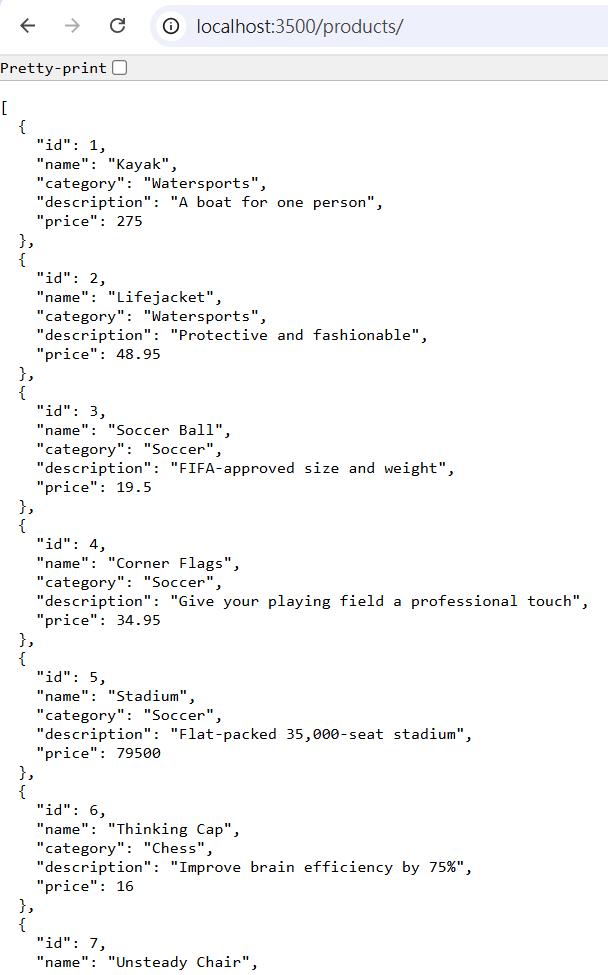 localhost:3500/products/
Pretty-print
[
  {
    "id": 1,
    "name": "Kayak",
    "category": "Watersports",
    "description": "A boat for one person",
    "price": 275
  },
  {
    "id": 2,
    "name": "Lifejacket",
    "category": "Watersports",
    "description": "Protective and fashionable",
    "price": 48.95
  },
  {
    "id": 3,
    "name": "Soccer Ball",
    "category": "Soccer",
    "description": "FIFA-approved size and weight",
    "price": 19.5
  },
  {
    "id": 4,
    "name": "Corner Flags",
    "category": "Soccer",
    "description": "Give your playing field a professional touch",
    "price": 34.95
  },
  {
    "id": 5,
    "name": "Stadium",
    "category": "Soccer",
    "description": "Flat-packed 35,000-seat stadium",
    "price": 79500
  },
  {
    "id": 6,
    "name": "Thinking Cap",
    "category": "Chess",
    "description": "Improve brain efficiency by 75%",
    "price": 16
  },
  {
    "id": 7,
    "name": "Unsteady Chair",